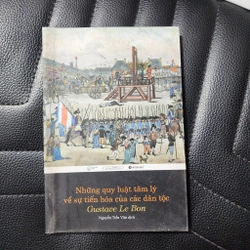 Những quy luật tâm lý
về sự tiến hóa của các dân tộc
Gustave Le Bon
Nguyễn Tiến Văn dịch